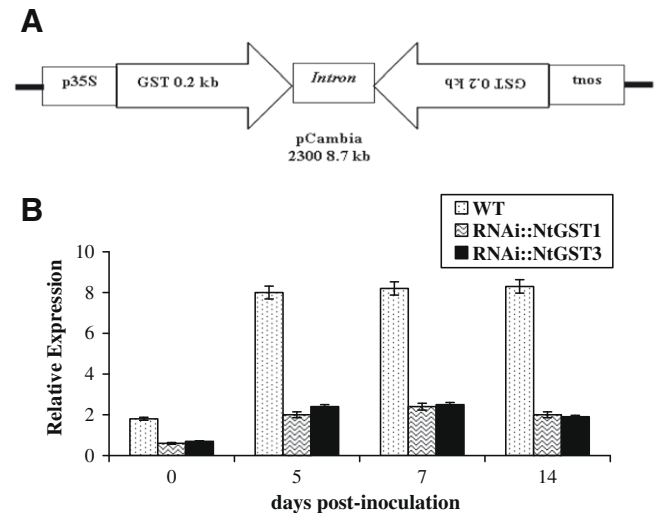 A
p35S
GST 0.2 kb
Intron
GST 0.2 kb
tnos
pCambia
2300 8.7 kb
B
WT
RNAi::NtGST1
RNAi::NtGST3
10
8
6
4
2
0
Relative Expression
0 5 7 14
days post-inoculation